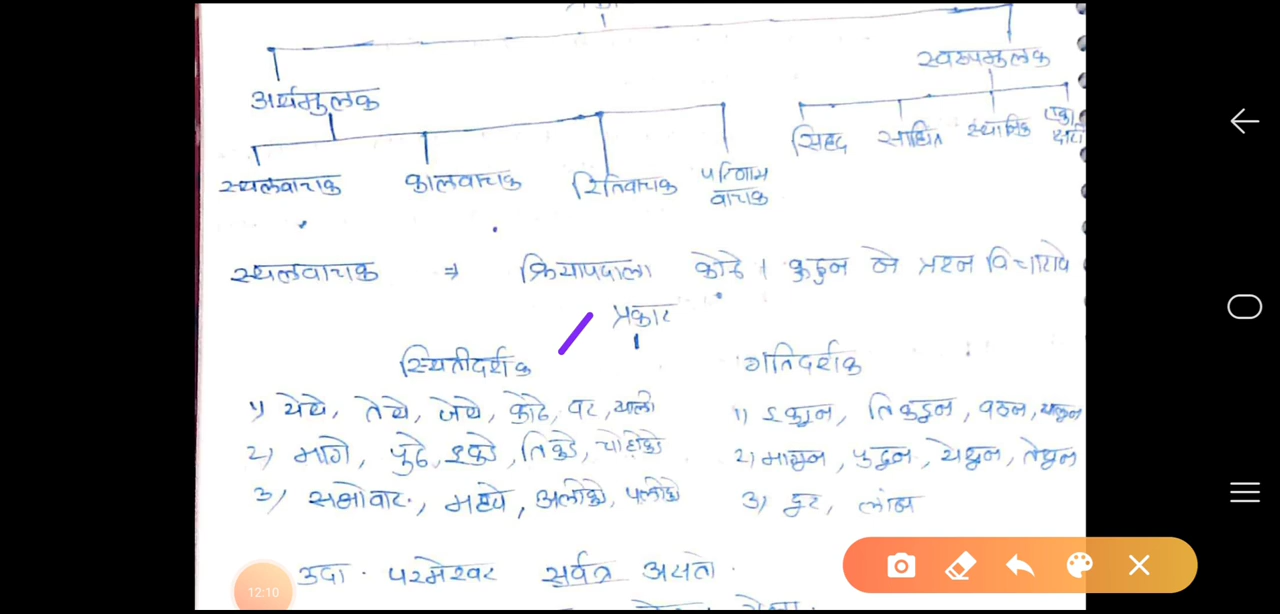 स्वरुपमुलक
अर्थमुलक
सिद्ध साधित स्थानिक
स्थलवाचक कालवाचक रितिवाचक परिणाम वाचक
स्थलवाचक ⇒ क्रियापदाला कोठे । कुठुन ने प्रश्न विचारावे
प्रकार
स्थितीदर्शक गतिदर्शक
1) येथे, तेथे, जेथे, कोठे, वर, खाली
1) इकडून, तिकडून, वरुन, खालून
2) मागे, पुढे, इकडे, तिकडे, चोहीकडे
2) मागून, पुढून, येथून, तेथून
3) सभोवार, मध्ये, अलीकडे, पलीकडे
3) दुर, लांब
उदा. परमेश्वर सर्वत्र असतो.
12:10